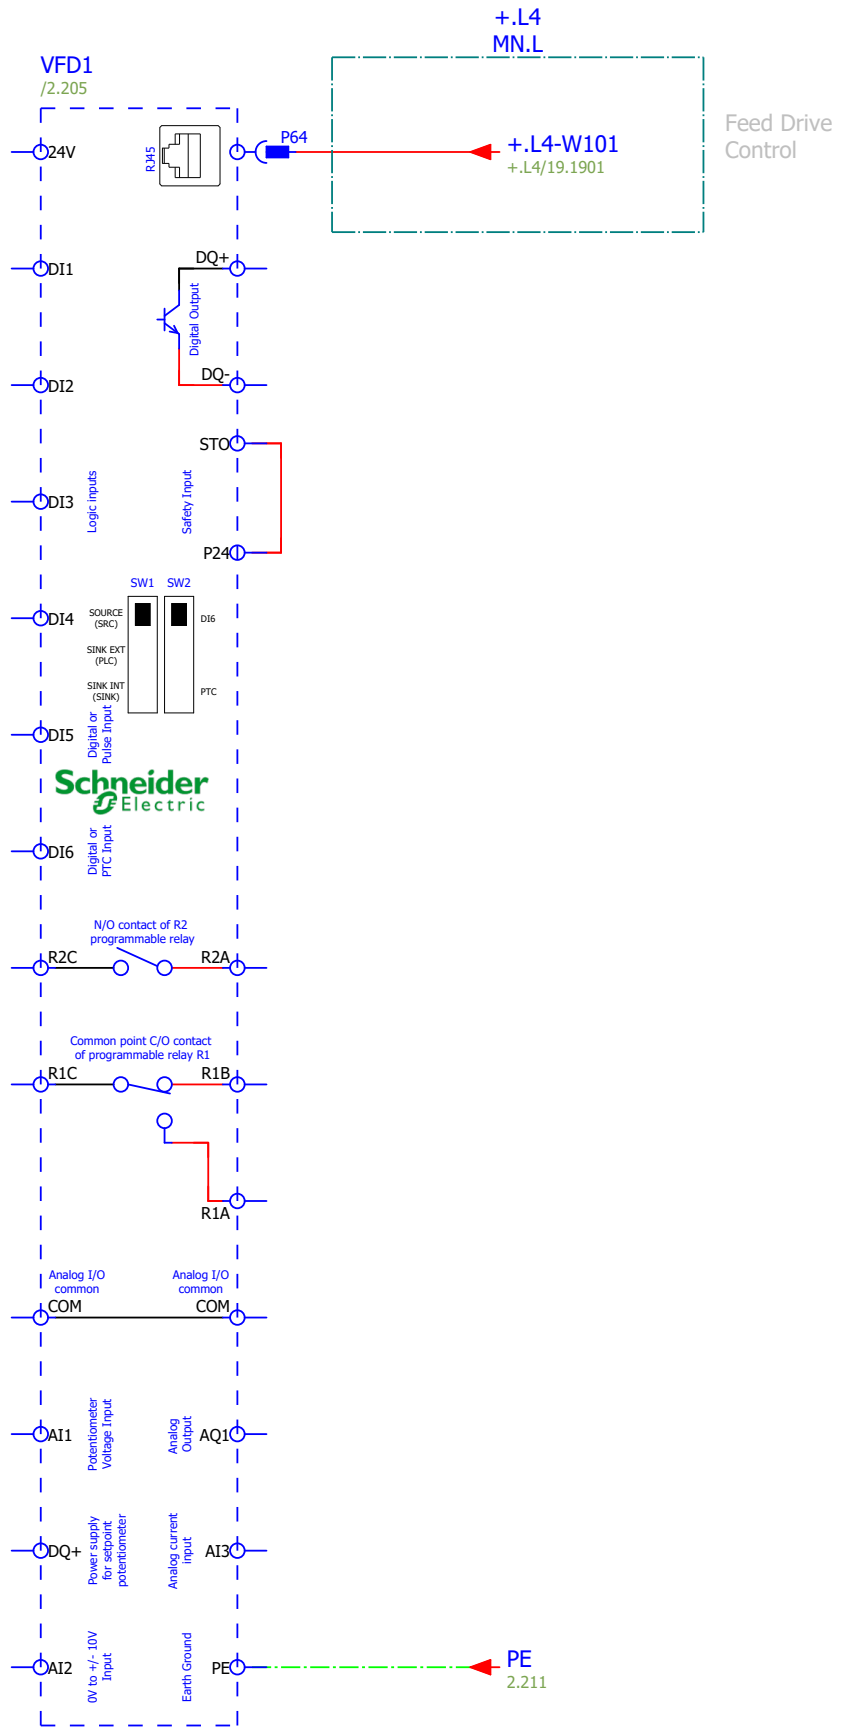 +.L4
MN.L
VFD1
/2.205
24V
RJ45
P64
+.L4-W101
+.L4/19.1901
Feed Drive
Control
DI1
DQ+
Digital Output
DI2
DQ-
STO
DI3
Logic inputs
Safety Input
P24
SW1
SW2
DI4
SOURCE
(SRC)
DI6
SINK EXT
(PLC)
SINK INT
(SINK)
PTC
DI5
Digital or
Pulse Input
Schneider
Electric
DI6
Digital or
PTC Input
N/O contact of R2
programmable relay
R2C
R2A
Common point C/O contact
of programmable relay R1
R1C
R1B
R1A
Analog I/O
common
Analog I/O
common
COM
COM
AI1
Potentiometer
Voltage Input
Analog
Output
AQ1
DQ+
Power supply
for setpoint
potentiometer
Analog current
input
AI3
AI2
0V to +/- 10V
Input
Earth Ground
PE
PE
2.211